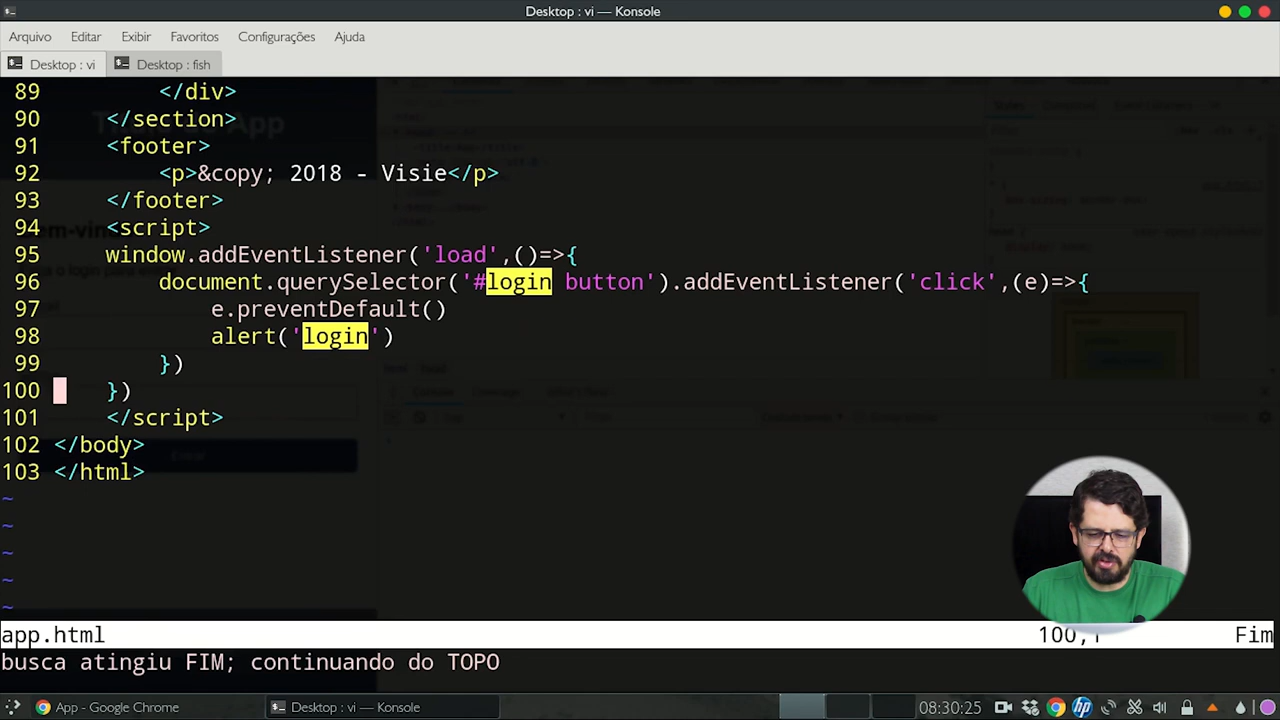 Desktop : vi — Konsole
Arquivo Editar Exibir Favoritos Configurações Ajuda
Desktop : vi Desktop : fish
89 </div>
90 </section>
91 <footer>
92 <p>&copy; 2018 - Visie</p>
93 </footer>
94 <script>
95 window.addEventListener('load',()=>{
96 document.querySelector('#login button').addEventListener('click',(e)=>{
97 e.preventDefault()
98 alert('login')
99 })
100 })
101 </script>
102 </body>
103 </html>
~
~
~
~
~
app.html 100,1 Fim
busca atingiu FIM; continuando do TOPO
App - Google Chrome Desktop : vi — Konsole 08:30:25